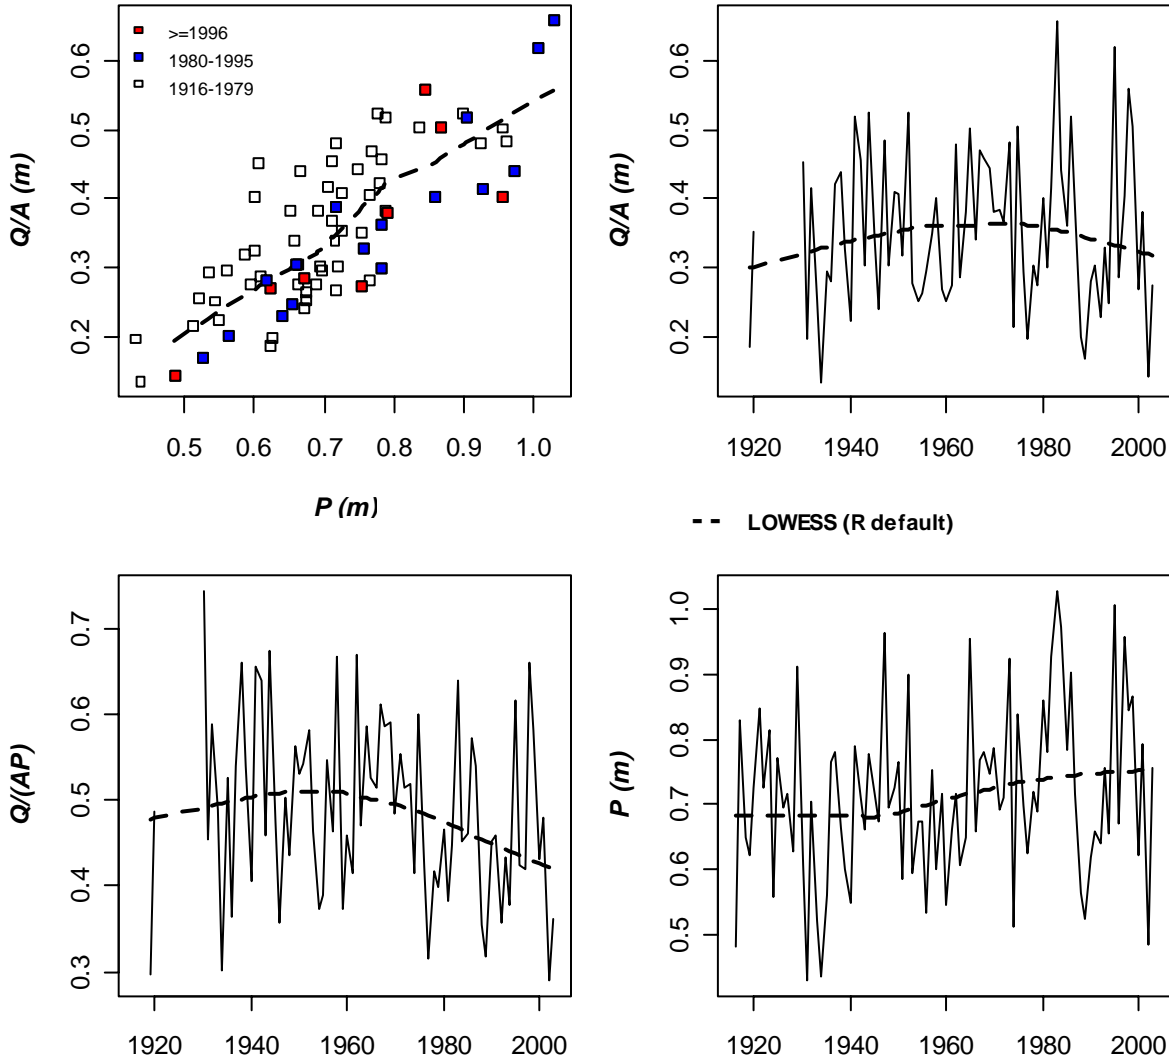 >=1996
1980-1995
1916-1979
Q/A (m)
0.2 0.3 0.4 0.5 0.6
0.5 0.6 0.7 0.8 0.9 1.0
P (m)
Q/A (m)
0.2 0.3 0.4 0.5 0.6
1920 1940 1960 1980 2000
LOWESS (R default)
Q/(AP)
0.3 0.4 0.5 0.6 0.7
1920 1940 1960 1980 2000
P (m)
0.5 0.6 0.7 0.8 0.9 1.0
1920 1940 1960 1980 2000